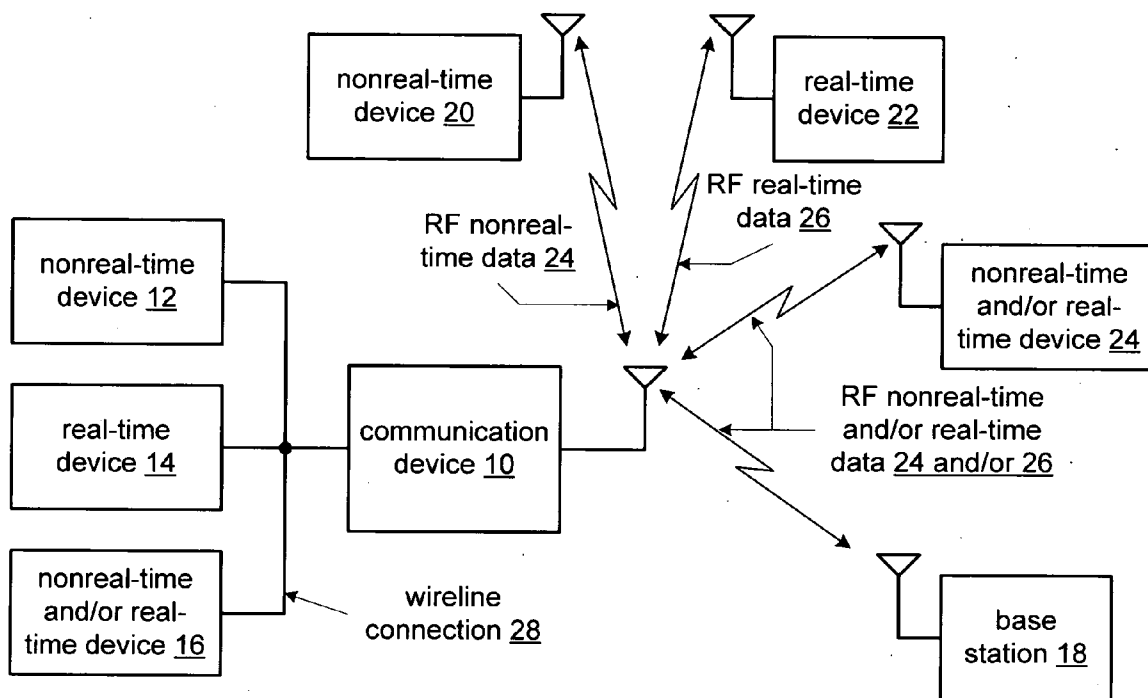 nonreal-time
device 20
real-time
device 22
RF real-time
data 26
RF nonreal-
time data 24
nonreal-time
device 12
nonreal-time
and/or real-
time device 24
real-time
device 14
communication
device 10
RF nonreal-time
and/or real-time
data 24 and/or 26
nonreal-time
and/or real-
time device 16
wireline
connection 28
base
station 18